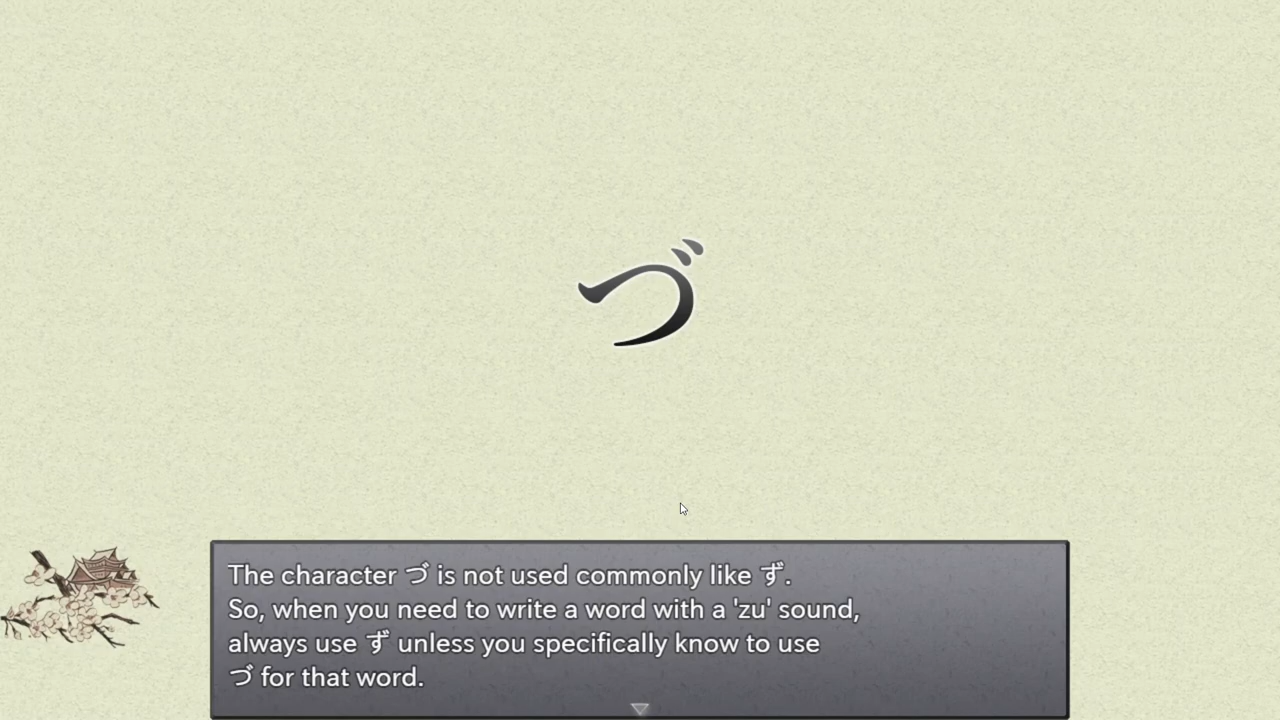 づ
The character づ is not used commonly like ず.
So, when you need to write a word with a 'zu' sound,
always use ず unless you specifically know to use
づ for that word.